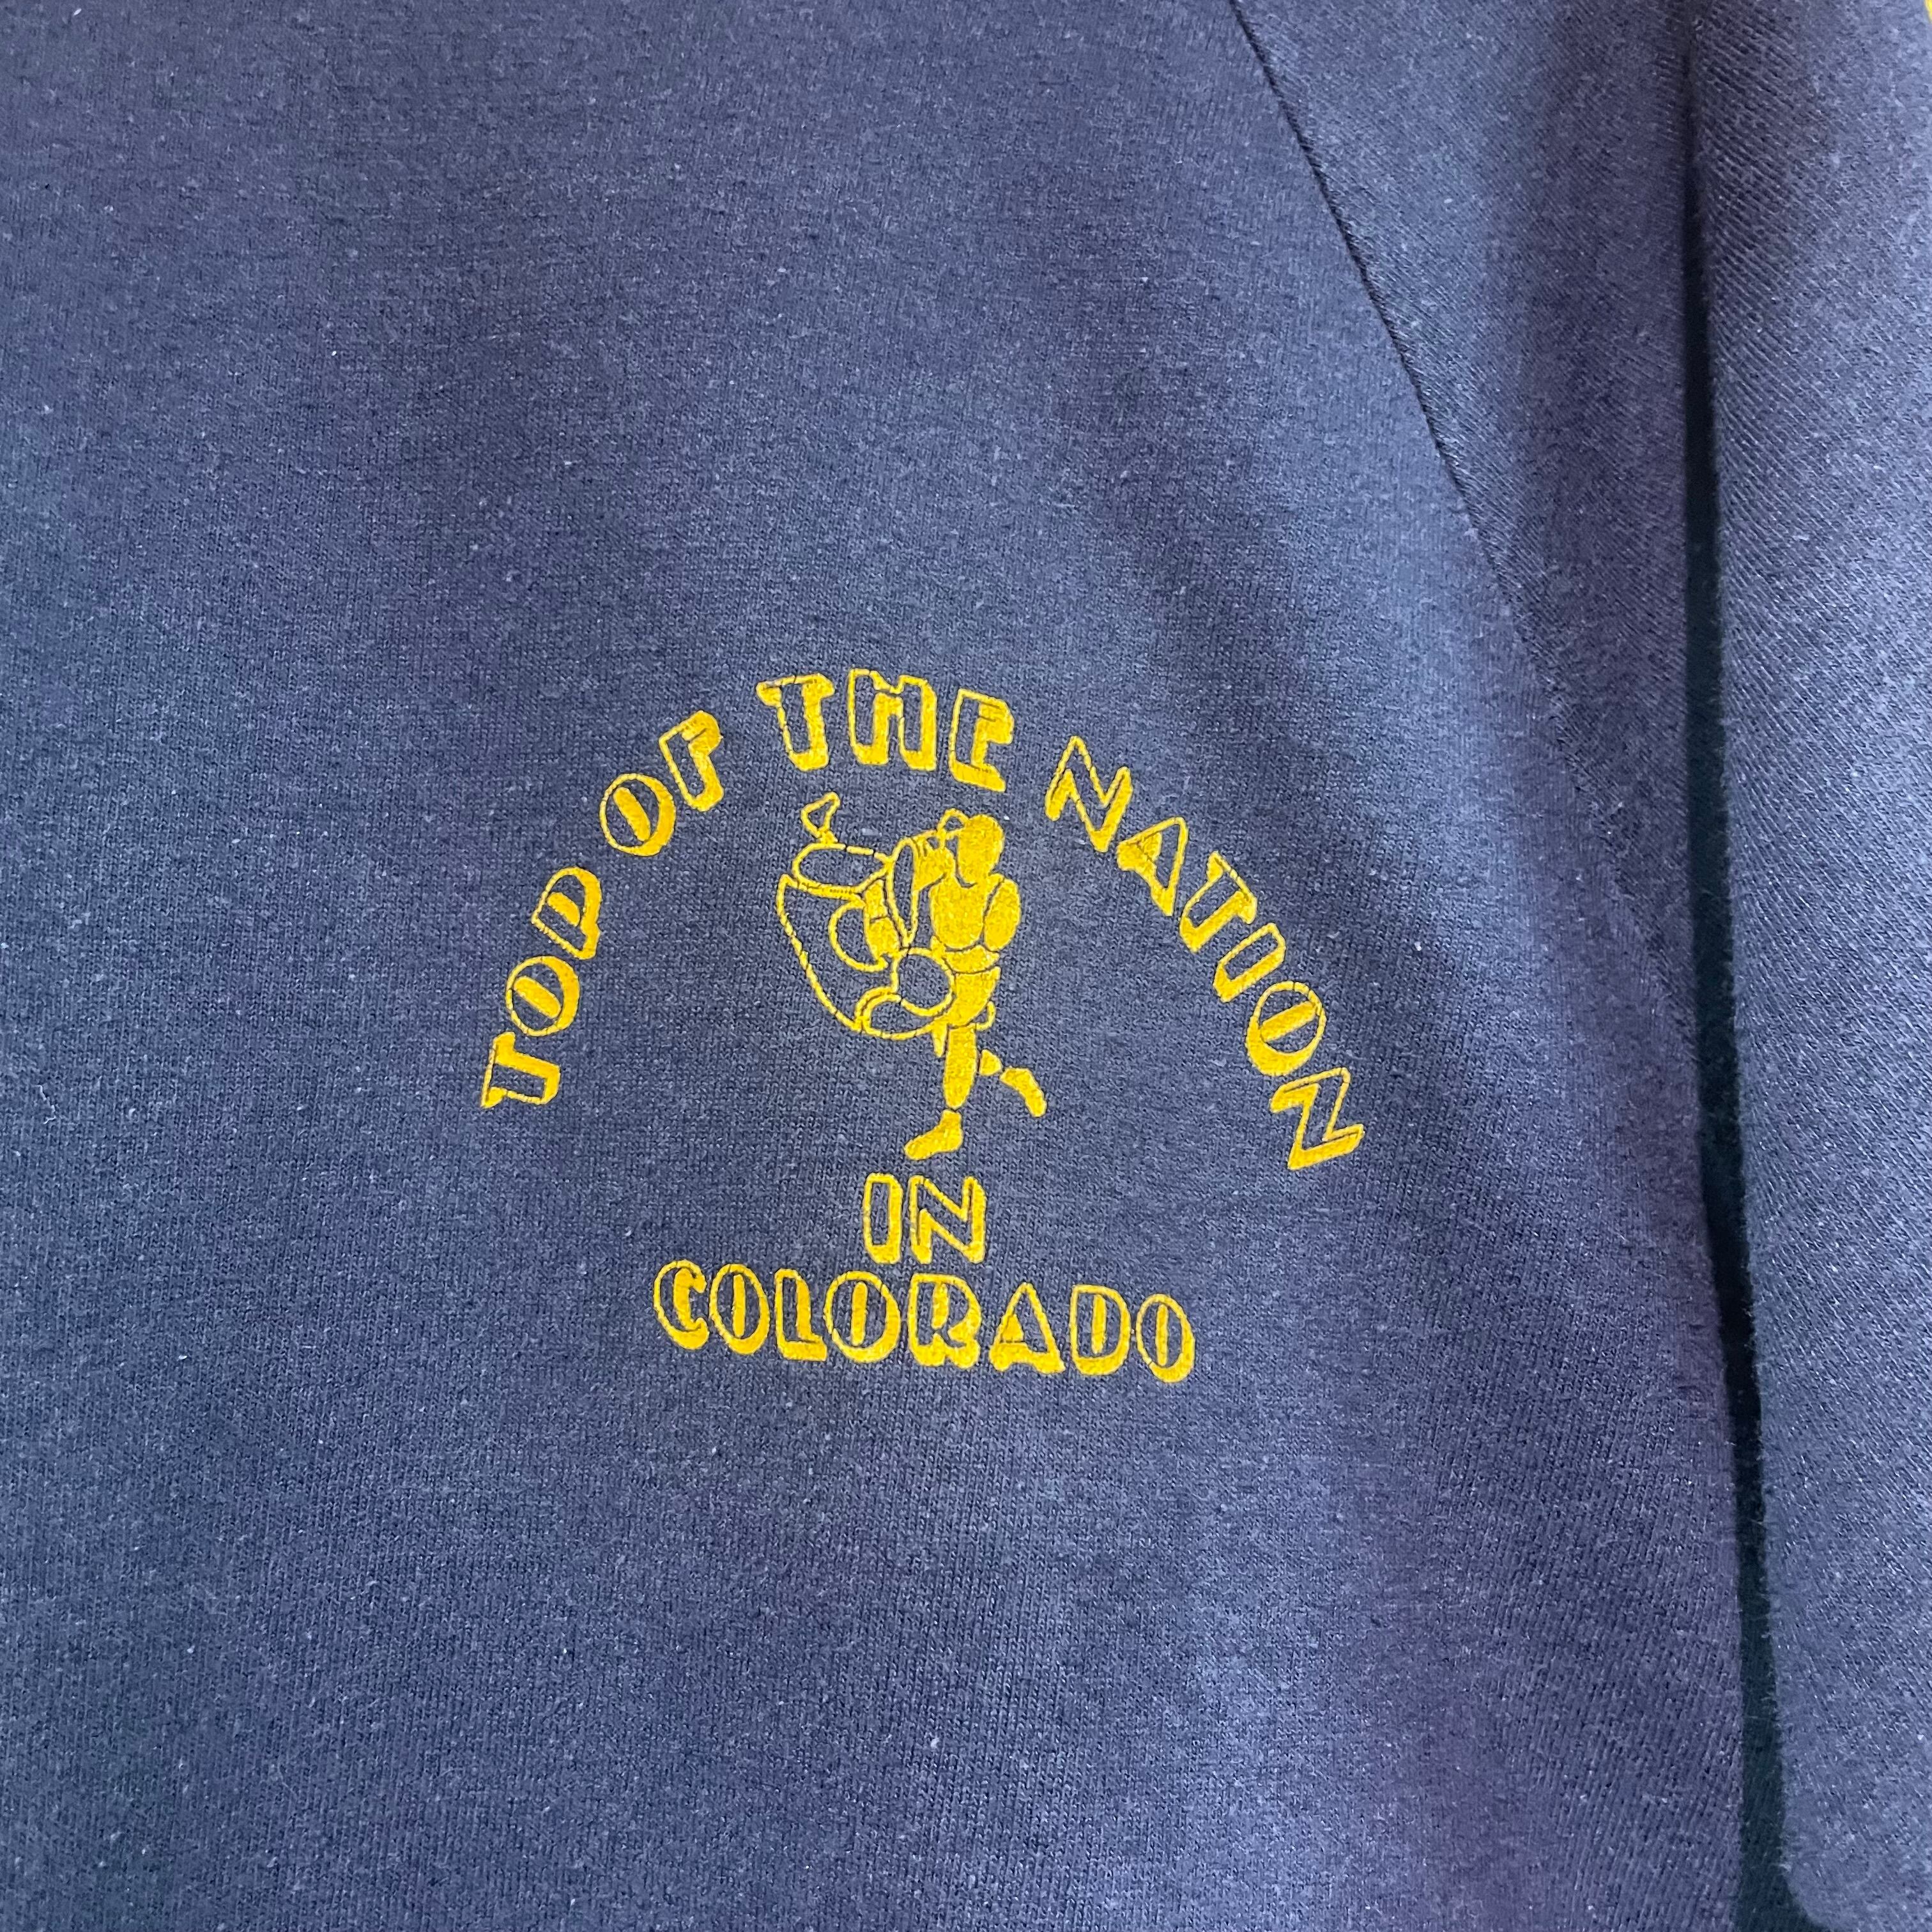 TOP OF THE NATION
IN
COLORADO